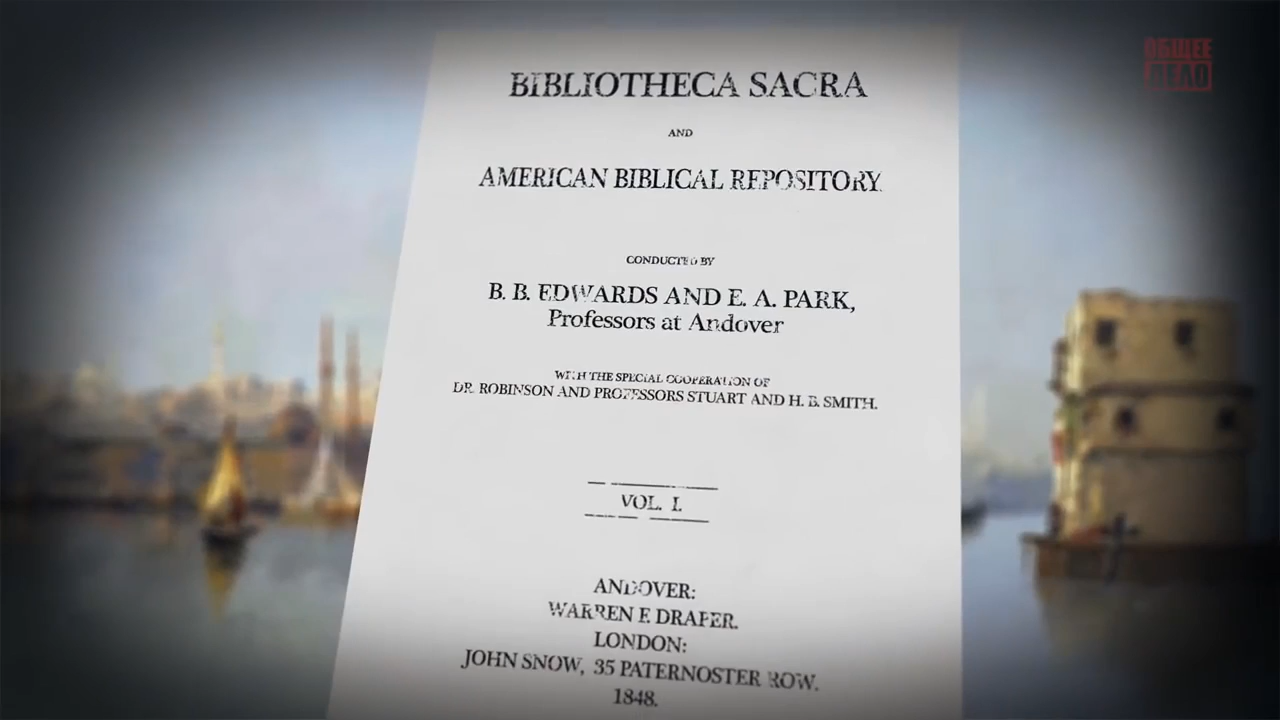 ОБЩЕЕ
ДЕЛО
BIBLIOTHECA SACRA
AND
AMERICAN BIBLICAL REPOSITORY.
CONDUCTED BY
B. B. EDWARDS AND E. A. PARK,
Professors at Andover
WITH THE SPECIAL COOPERATION OF
DR. ROBINSON AND PROFESSORS STUART AND H. B. SMITH.
VOL. I.
ANDOVER:
WARREN F. DRAPER.
LONDON:
JOHN SNOW, 35 PATERNOSTER ROW.
1848.